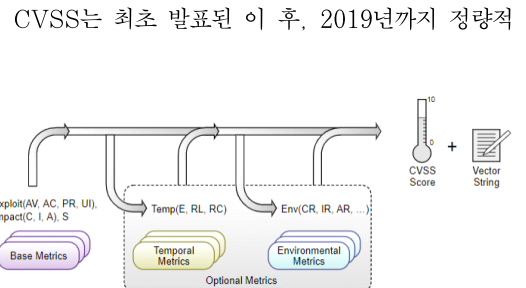 CVSS는 최초 발표된 이 후, 2019년까지 정량적
10
0
CVSS
Score
+
Vector
String
xploit(AV, AC, PR, UI),
mpact(C, I, A), S
Temp(E, RL, RC)
Env(CR, IR, AR, ...)
Base Metrics
Temporal
Metrics
Environmental
Metrics
Optional Metrics